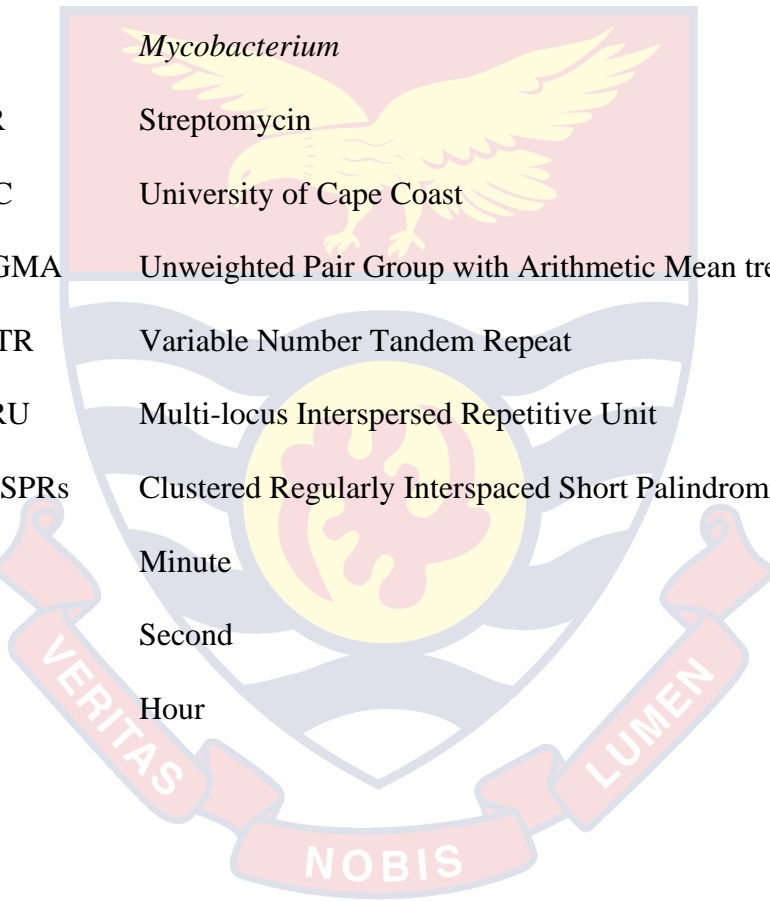 Mycobacterium
R Streptomycin
C University of Cape Coast
GMA Unweighted Pair Group with Arithmetic Mean tre
TR Variable Number Tandem Repeat
RU Multi-locus Interspersed Repetitive Unit
SPRs Clustered Regularly Interspaced Short Palindrom
Minute
Second
Hour
VERITAS
NOBIS
LUMEN